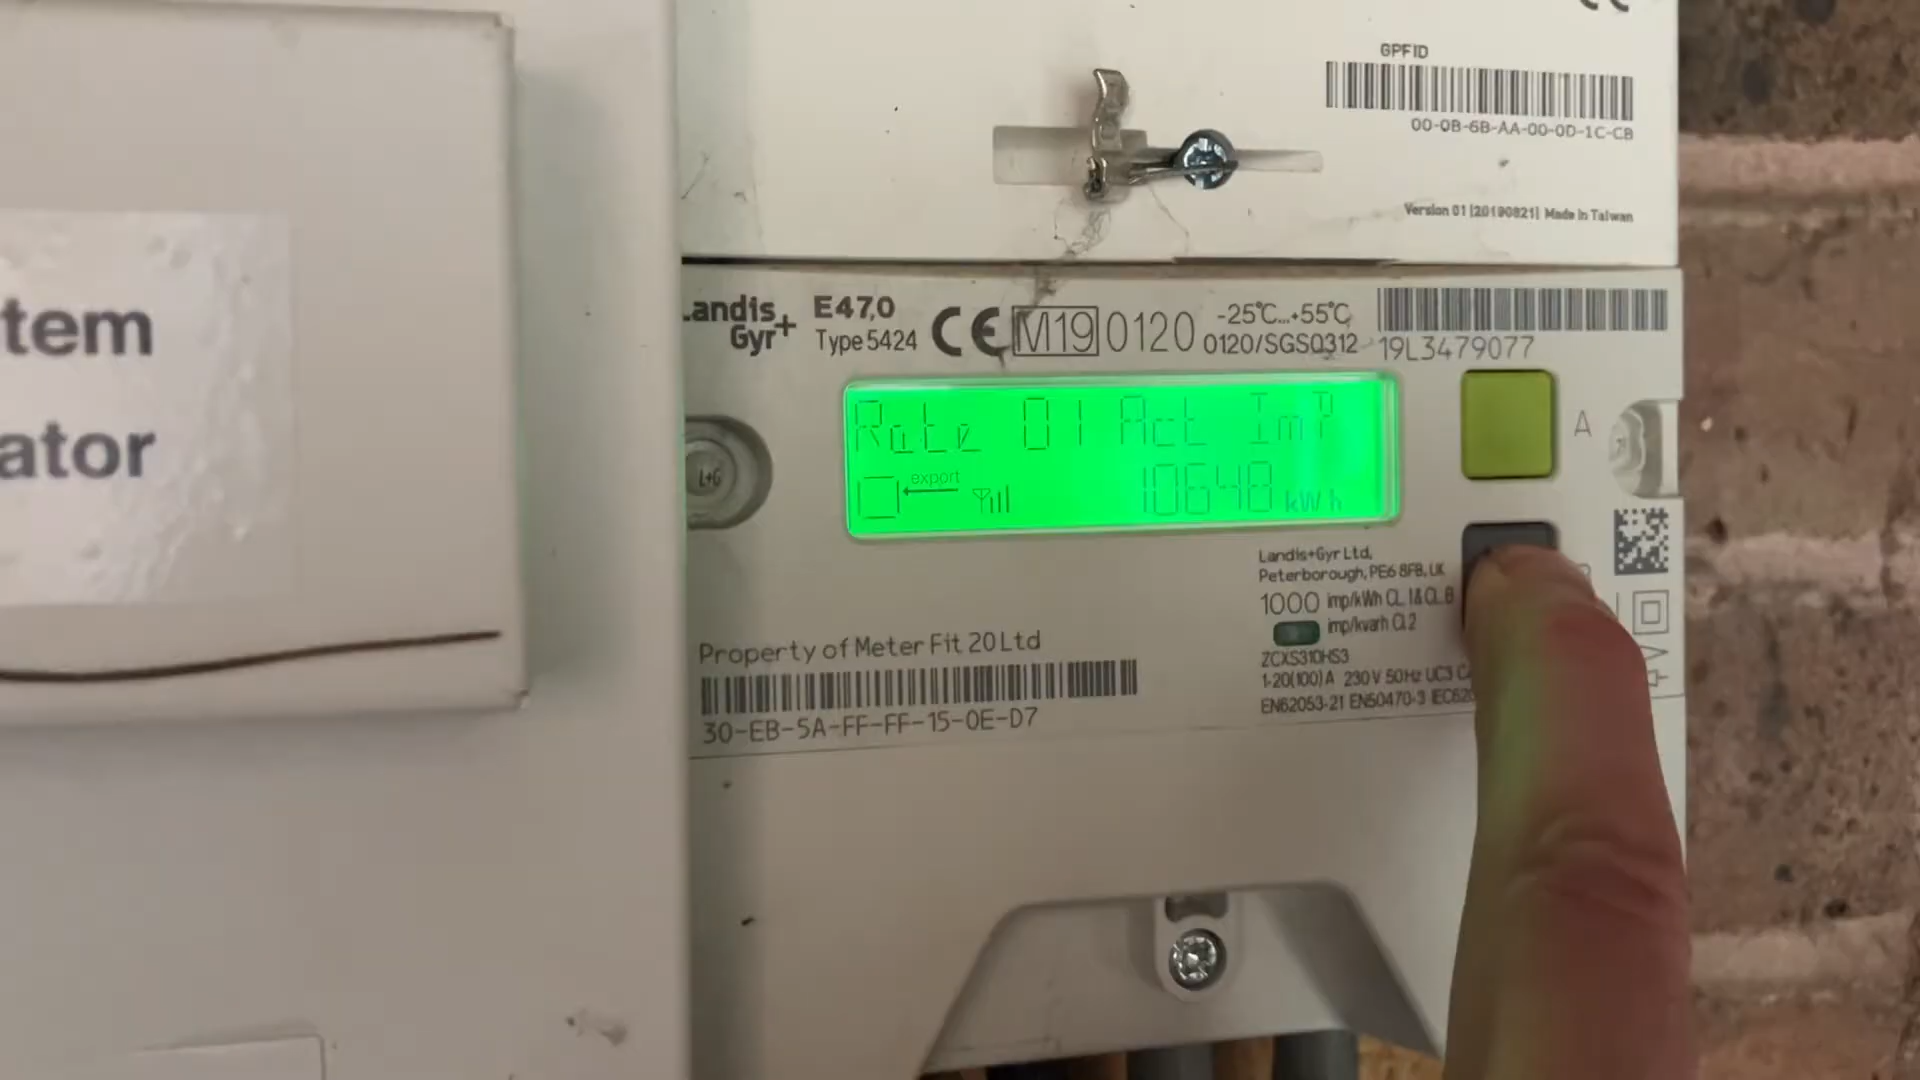 GPFID
00-0B-6B-AA-00-0D-1C-CB
Version 01 [20190821] Made In Taiwan
tem
ator
Landis+
Gyr+
E470
Type 5424
CE M19 0120
-25°C...+55°C
0120/SGS0312
19L3479077
Rate 01 Act Imp
export
10648 kWh
A
L+G
Landis+Gyr Ltd,
Peterborough, PE6 8FB, UK
1000 imp/kWh CL 1 & CL B
imp/kvarh Cl 2
ZCXS310HS3
1-20(100)A 230V 50Hz UC3
EN62053-21 EN50470-3
Property of Meter Fit 20 Ltd
30-EB-5A-FF-FF-15-0E-D7